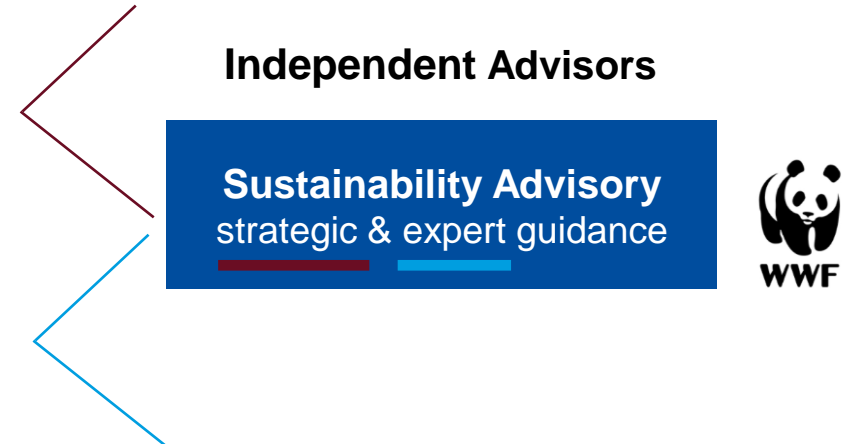 Independent Advisors
Sustainability Advisory
strategic & expert guidance
WWF